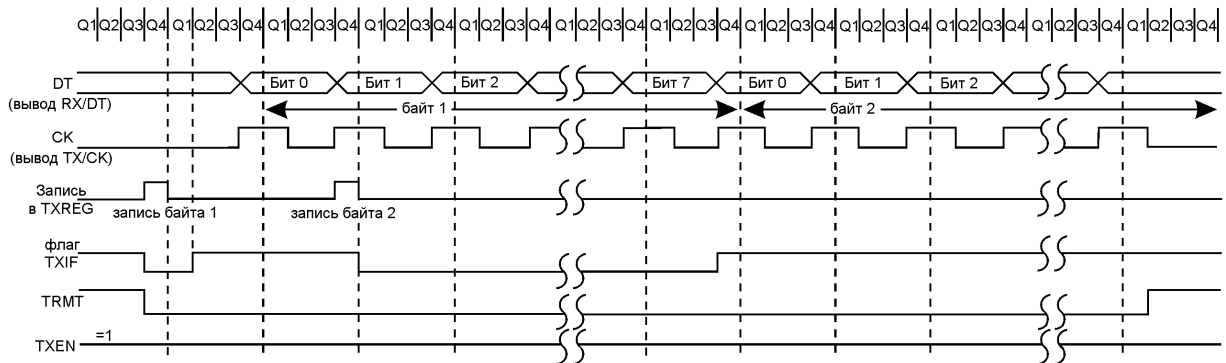 Q1 Q2 Q3 Q4 Q1 Q2 Q3 Q4 Q1 Q2 Q3 Q4 Q1 Q2 Q3 Q4 Q1 Q2 Q3 Q4 Q1 Q2 Q3 Q4 Q1 Q2 Q3 Q4 Q1 Q2 Q3 Q4 Q1 Q2 Q3 Q4 Q1 Q2 Q3 Q4 Q1 Q2 Q3 Q4 Q1 Q2 Q3 Q4
DT Бит 0 Бит 1 Бит 2 Бит 7 Бит 0 Бит 1 Бит 2
(вывод RX/DT) байт 1 байт 2
CK
(вывод TX/CK)
Запись
в TXREG запись байта 1 запись байта 2
флаг
TXIF
TRMT
TXEN =1